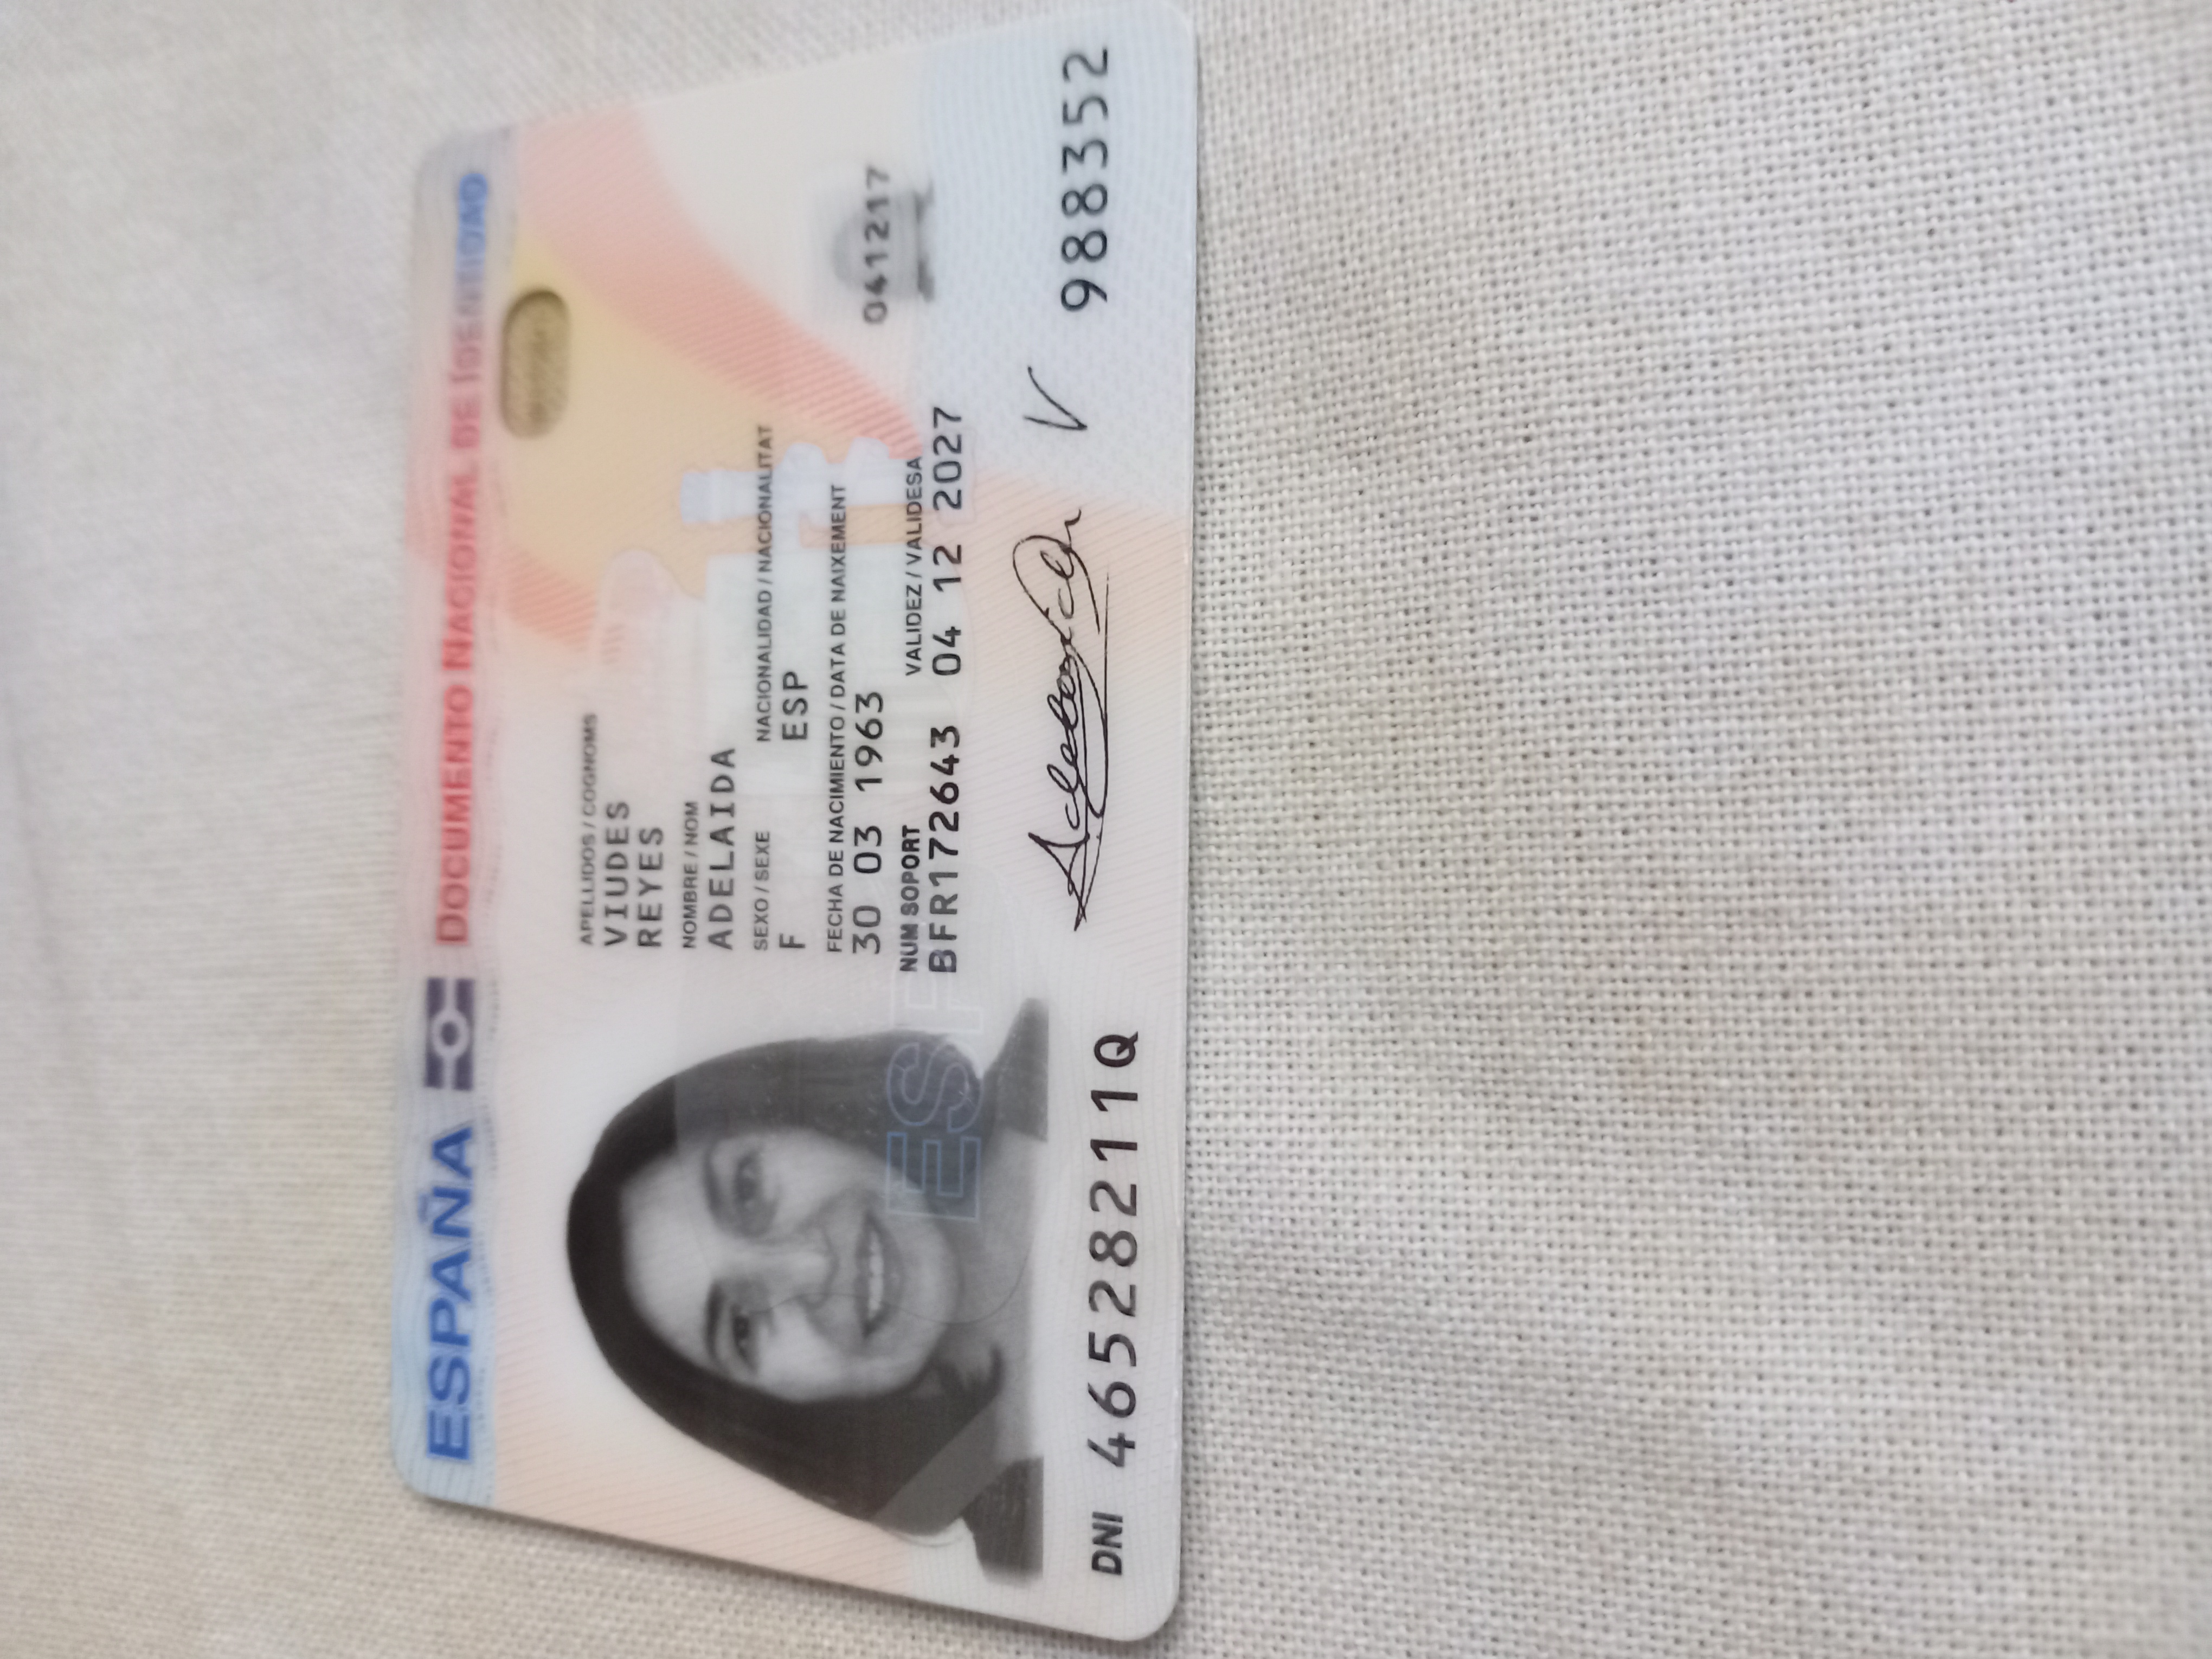 ESPAÑA DOCUMENTO NACIONAL DE IDENTIDAD
APELLIDOS / COGNOMS
VIUDES
REYES
NOMBRE / NOM
ADELAIDA
SEXO / SEXE NACIONALIDAD / NACIONALITAT
F ESP
FECHA DE NACIMIENTO / DATA DE NAIXEMENT
30 03 1963
041217
NUM SOPORT VALIDEZ / VALIDESA
BFR172643 04 12 2027
ESP
Adelaida V
988352
DNI 46528211Q